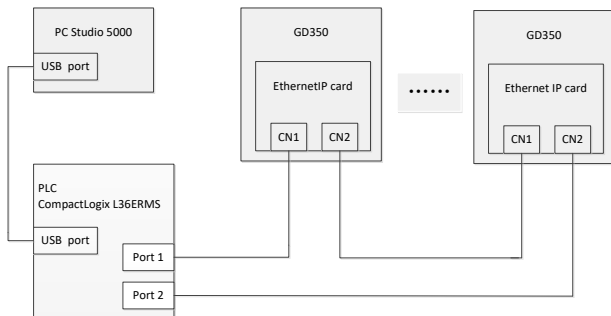 PC Studio 5000
USB port
GD350
EthernetIP card
CN1
CN2
......
GD350
Ethernet IP card
CN1
CN2
PLC
CompactLogix L36ERMS
USB port
Port 1
Port 2